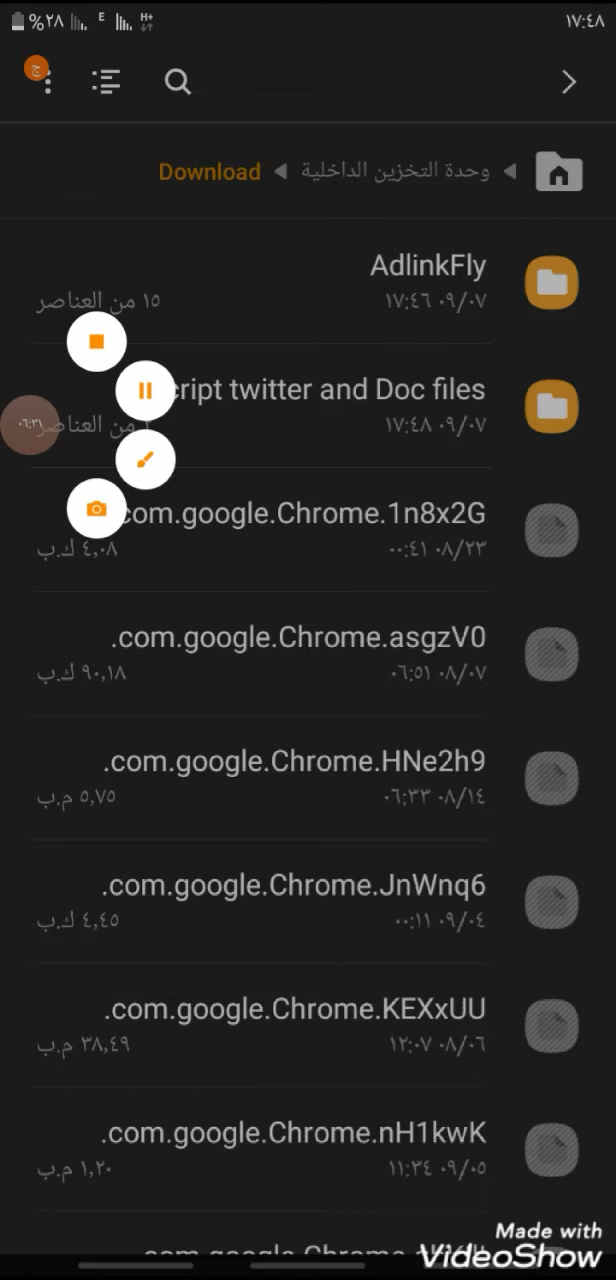 %٢٨ E H+ ١٧:٤٨
ج
وحدة التخزين الداخلية ◀ Download
AdlinkFly
٠٩/٠٧ ١٧:٤٦ ١٥ من العناصر
cript twitter and Doc files
٠٩/٠٧ ١٧:٤٨ من العناصر
٠٦:٣١
com.google.Chrome.1n8x2G
٠٨/٢٣ ٠٠:٤١ ٤,٠٨ ك.ب
.com.google.Chrome.asgzV0
٠٨/٠٧ ٠٦:٥١ ٩٠,١٨ ك.ب
.com.google.Chrome.HNe2h9
٠٨/١٤ ٠٦:٣٣ ٥,٧٥ م.ب
.com.google.Chrome.JnWnq6
٠٩/٠٤ ٠٠:١١ ٤,٤٥ ك.ب
.com.google.Chrome.KEXxUU
٠٨/٠٦ ١٢:٠٧ ٣٨,٤٩ م.ب
.com.google.Chrome.nH1kwK
٠٩/٠٥ ١١:٣٤ ١,٢٠ م.ب
Made with
VideoShow